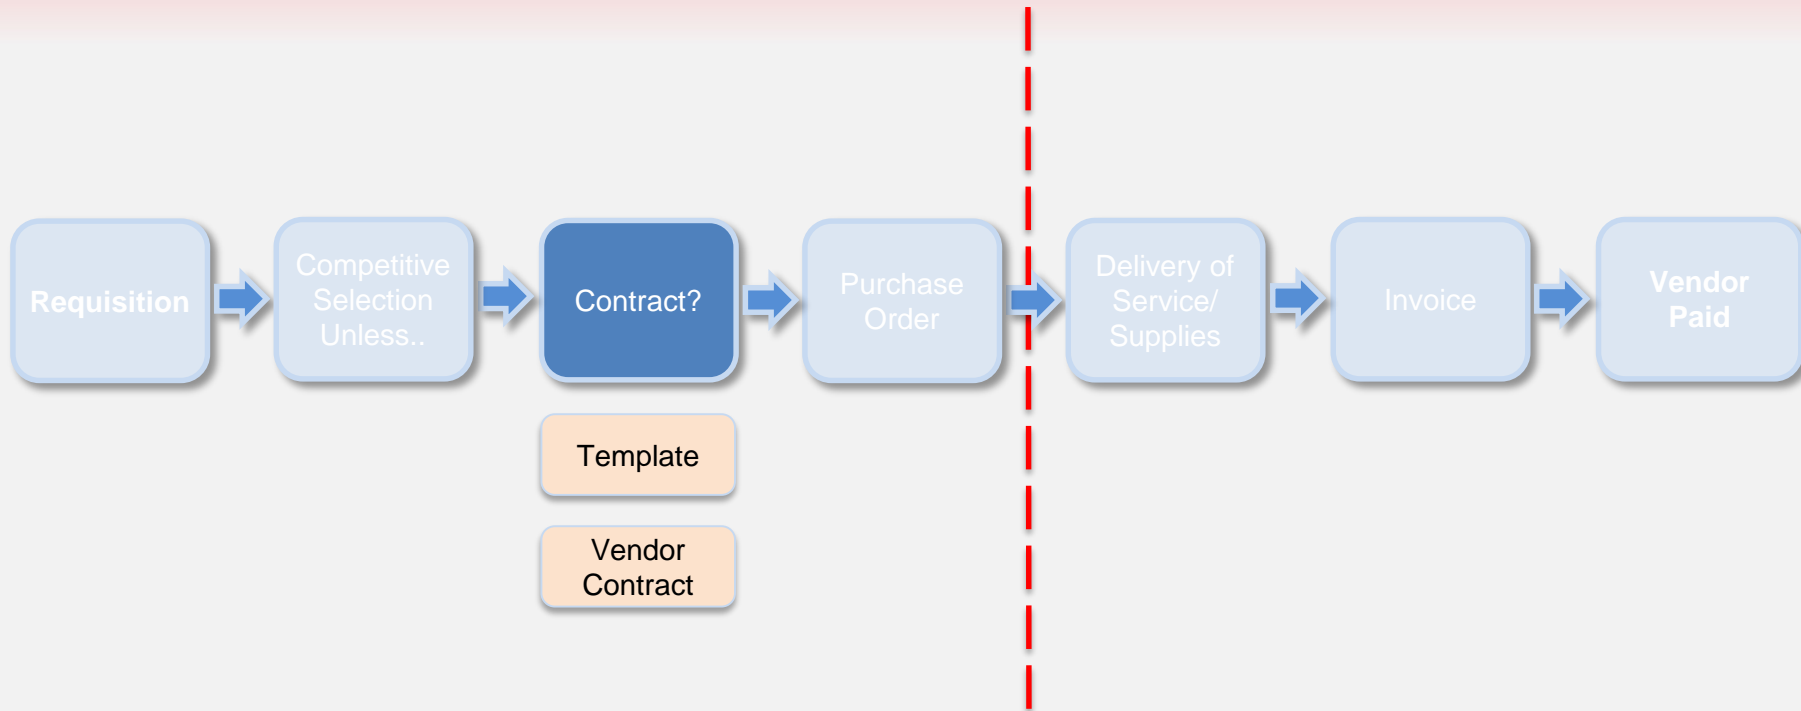 Requisition
Competitive
Selection
Unless..
Contract?
Purchase
Order
Delivery of
Service/
Supplies
Invoice
Vendor
Paid
Template
Vendor
Contract